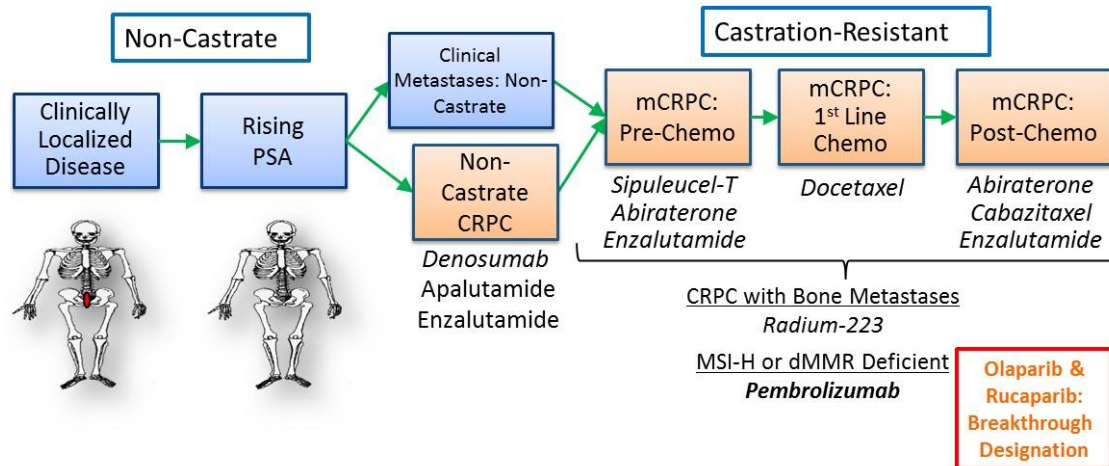 Non-Castrate
Castration-Resistant
Clinically
Localized
Disease
Rising
PSA
Clinical
Metastases: Non-
Castrate
Non-
Castrate
CRPC
Denosumab
Apalutamide
Enzalutamide
mCRPC:
Pre-Chemo
Sipuleucel-T
Abiraterone
Enzalutamide
mCRPC:
1st Line
Chemo
Docetaxel
mCRPC:
Post-Chemo
Abiraterone
Cabazitaxel
Enzalutamide
CRPC with Bone Metastases
Radium-223
MSI-H or dMMR Deficient
Pembrolizumab
Olaparib &
Rucaparib:
Breakthrough
Designation